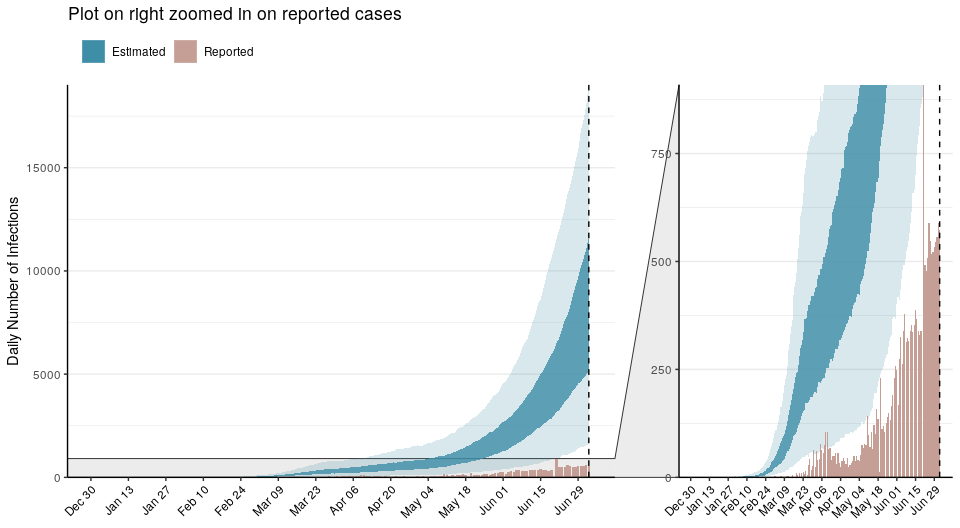 Plot on right zoomed in on reported cases
Estimated Reported
Daily Number of Infections
15000
10000
5000
0
Dec 30 Jan 13 Jan 27 Feb 10 Feb 24 Mar 09 Mar 23 Apr 06 Apr 20 May 04 May 18 Jun 01 Jun 15 Jun 29
750
500
250
0
Dec 30 Jan 13 Jan 27 Feb 10 Feb 24 Mar 09 Mar 23 Apr 06 Apr 20 May 04 May 18 Jun 01 Jun 15 Jun 29